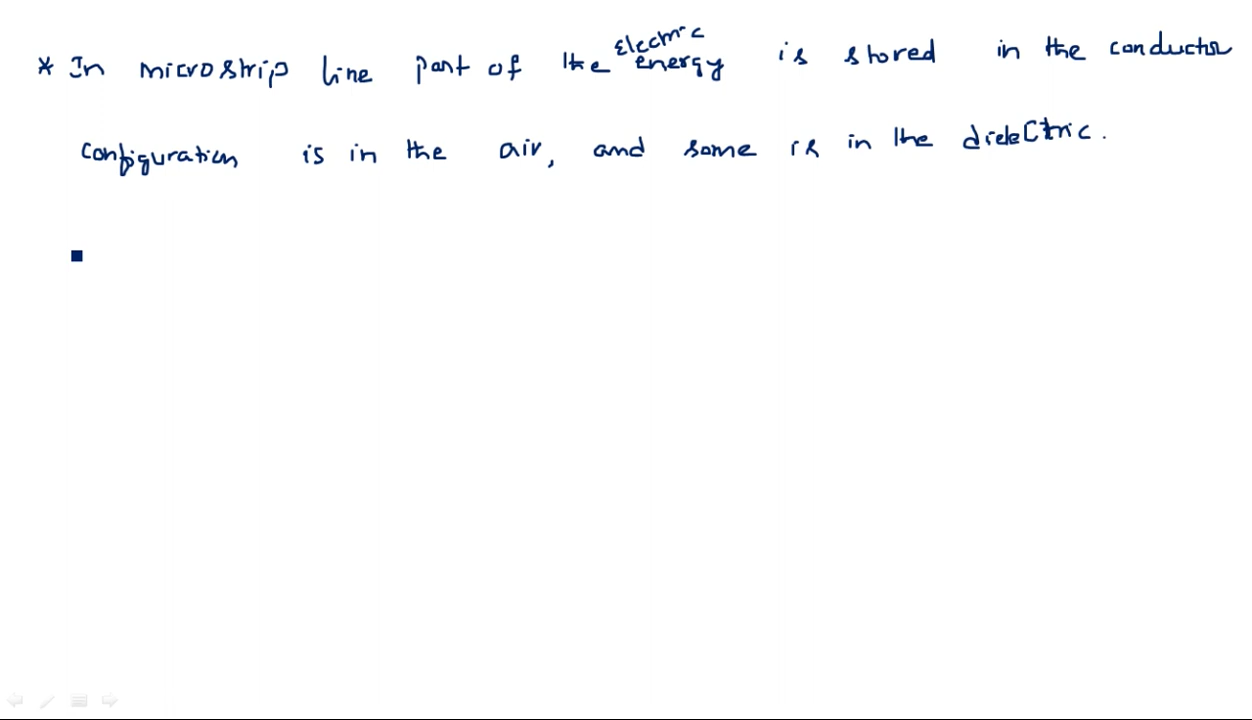 * In microstrip line part of the Electric energy is stored in the conductor
configuration is in the air, and some is in the dielectric.